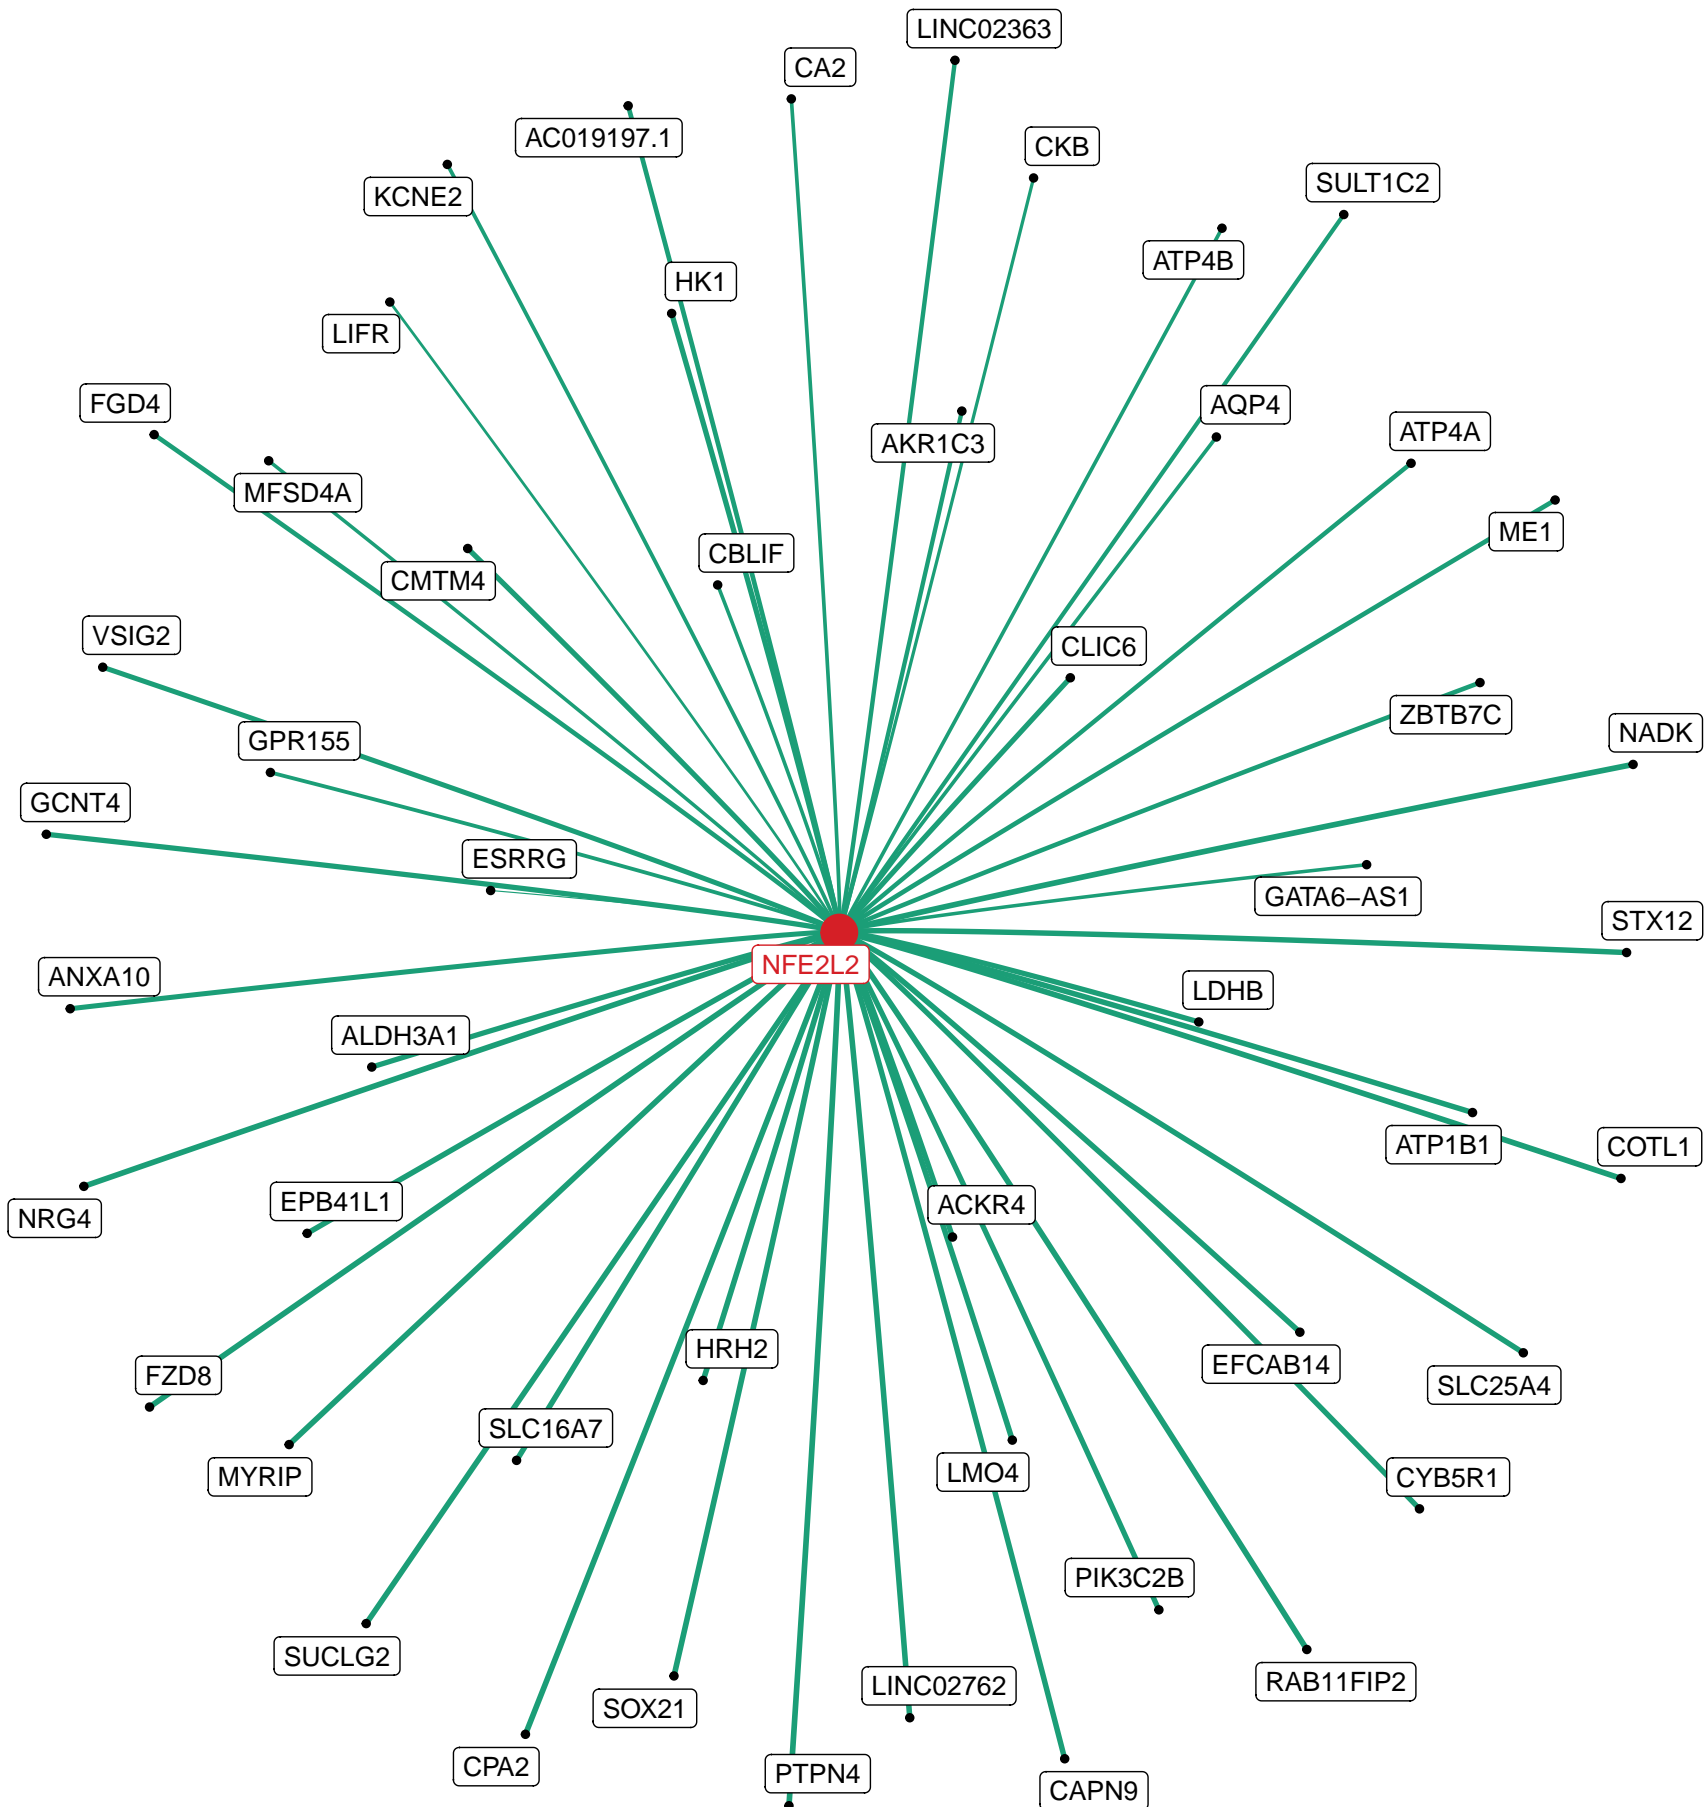 LINC02363
CA2
AC019197.1
CKB
SULT1C2
KCNE2
ATP4B
HK1
LIFR
FGD4
AQP4
ATP4A
AKR1C3
MFSD4A
ME1
CBLIF
CMTM4
VSIG2
CLIC6
ZBTB7C
NADK
GPR155
GCNT4
ESRRG
GATA6–AS1
STX12
NFE2L2
ANXA10
LDHB
ALDH3A1
ATP1B1
COTL1
EPB41L1
ACKR4
NRG4
HRH2
EFCAB14
FZD8
SLC25A4
SLC16A7
LMO4
MYRIP
CYB5R1
PIK3C2B
SUCLG2
RAB11FIP2
LINC02762
SOX21
CPA2
PTPN4
CAPN9